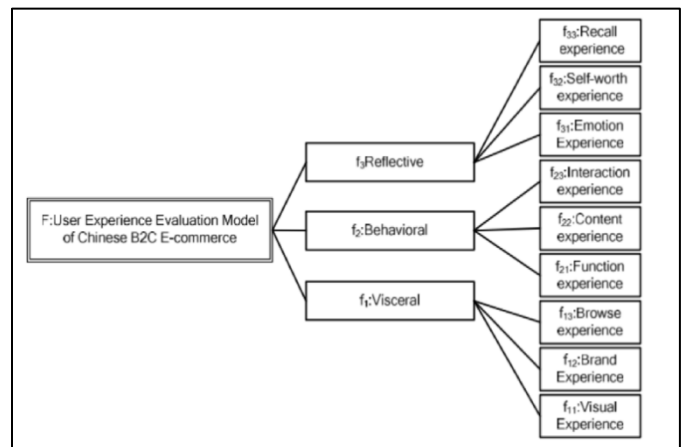 F:User Experience Evaluation Model
of Chinese B2C E-commerce
f₃Reflective
f₂:Behavioral
f₁:Visceral
f₃₃:Recall
experience
f₃₂:Self-worth
experience
f₃₁:Emotion
Experience
f₂₃:Interaction
experience
f₂₂:Content
experience
f₂₁:Function
experience
f₁₃:Browse
experience
f₁₂:Brand
Experience
f₁₁:Visual
Experience